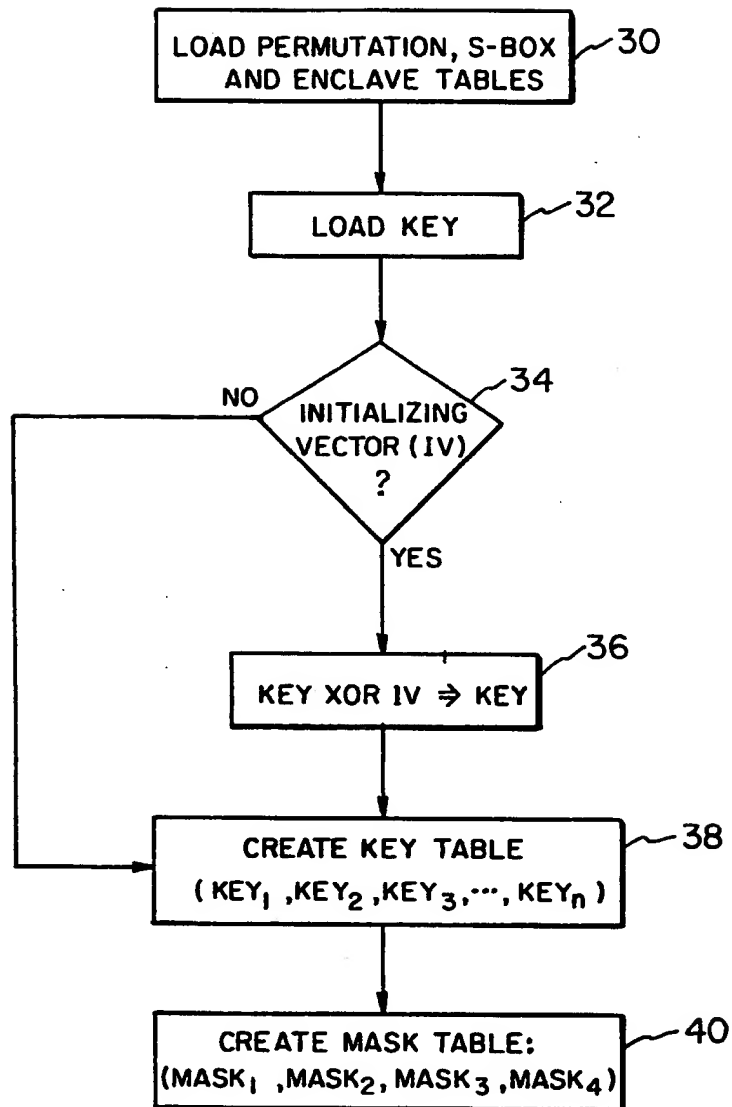 LOAD PERMUTATION, S-BOX
AND ENCLAVE TABLES
30
LOAD KEY
32
INITIALIZING
VECTOR (IV)
?
34
NO
YES
KEY XOR IV ⇒ KEY
36
CREATE KEY TABLE
(KEY₁ ,KEY₂ ,KEY₃ ,···, KEYₙ )
38
CREATE MASK TABLE:
(MASK₁ ,MASK₂, MASK₃ ,MASK₄)
40